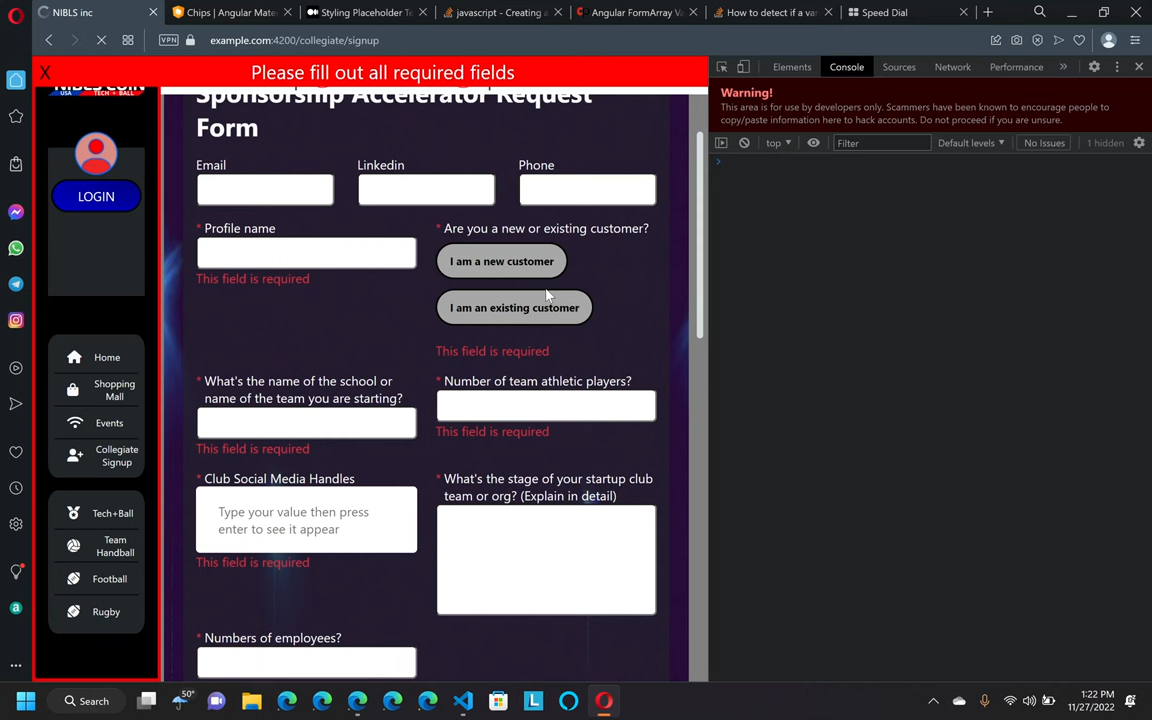 NIBLS inc
Chips | Angular Mate
Styling Placeholder Te
javascript - Creating a
Angular FormArray Va
How to detect if a var
Speed Dial
VPN
example.com:4200/collegiate/signup
X
Please fill out all required fields
Elements
Console
Sources
Network
Performance
Warning!
This area is for use by developers only. Scammers have been known to encourage people to
copy/paste information here to hack accounts. Do not proceed if you are unsure.
top
Filter
Default levels
No Issues
1 hidden
NIBLS COIN
USA TECH + BALL
LOGIN
Home
Shopping
Mall
Events
Collegiate
Signup
Tech+Ball
Team
Handball
Football
Rugby
Sponsorship Accelerator Request
Form
Email
Linkedin
Phone
* Profile name
This field is required
* Are you a new or existing customer?
I am a new customer
I am an existing customer
This field is required
* What's the name of the school or
name of the team you are starting?
This field is required
* Number of team athletic players?
This field is required
* Club Social Media Handles
Type your value then press
enter to see it appear
This field is required
* What's the stage of your startup club
team or org? (Explain in detail)
* Numbers of employees?
Search
50°
1:22 PM
11/27/2022